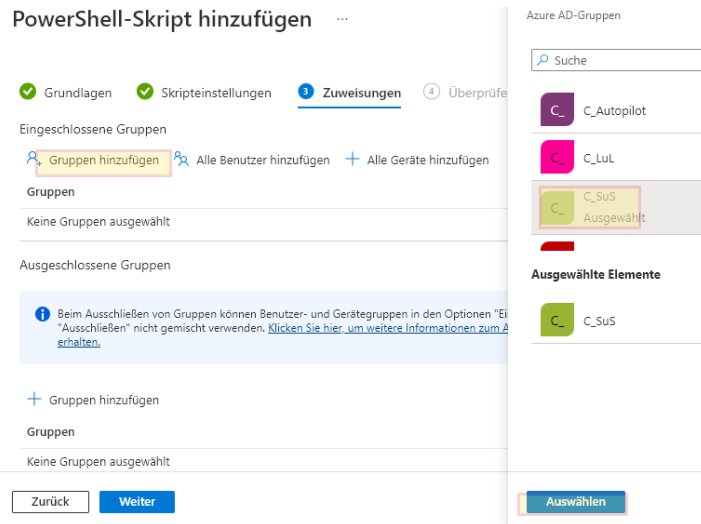 PowerShell-Skript hinzufügen ...
Grundlagen Skripteinstellungen 3 Zuweisungen 4 Überprüfe
Eingeschlossene Gruppen
Gruppen hinzufügen Alle Benutzer hinzufügen Alle Geräte hinzufügen
Gruppen
Keine Gruppen ausgewählt
Ausgeschlossene Gruppen
Beim Ausschließen von Gruppen können Benutzer- und Gerätegruppen in den Optionen "Ei
"Ausschließen" nicht gemischt verwenden. Klicken Sie hier, um weitere Informationen zum A
erhalten.
Gruppen hinzufügen
Gruppen
Keine Gruppen ausgewählt
Zurück Weiter
Azure AD-Gruppen
Suche
C_ C_Autopilot
C_ C_LuL
C_ C_SuS
Ausgewählt
Ausgewählte Elemente
C_ C_SuS
Auswählen